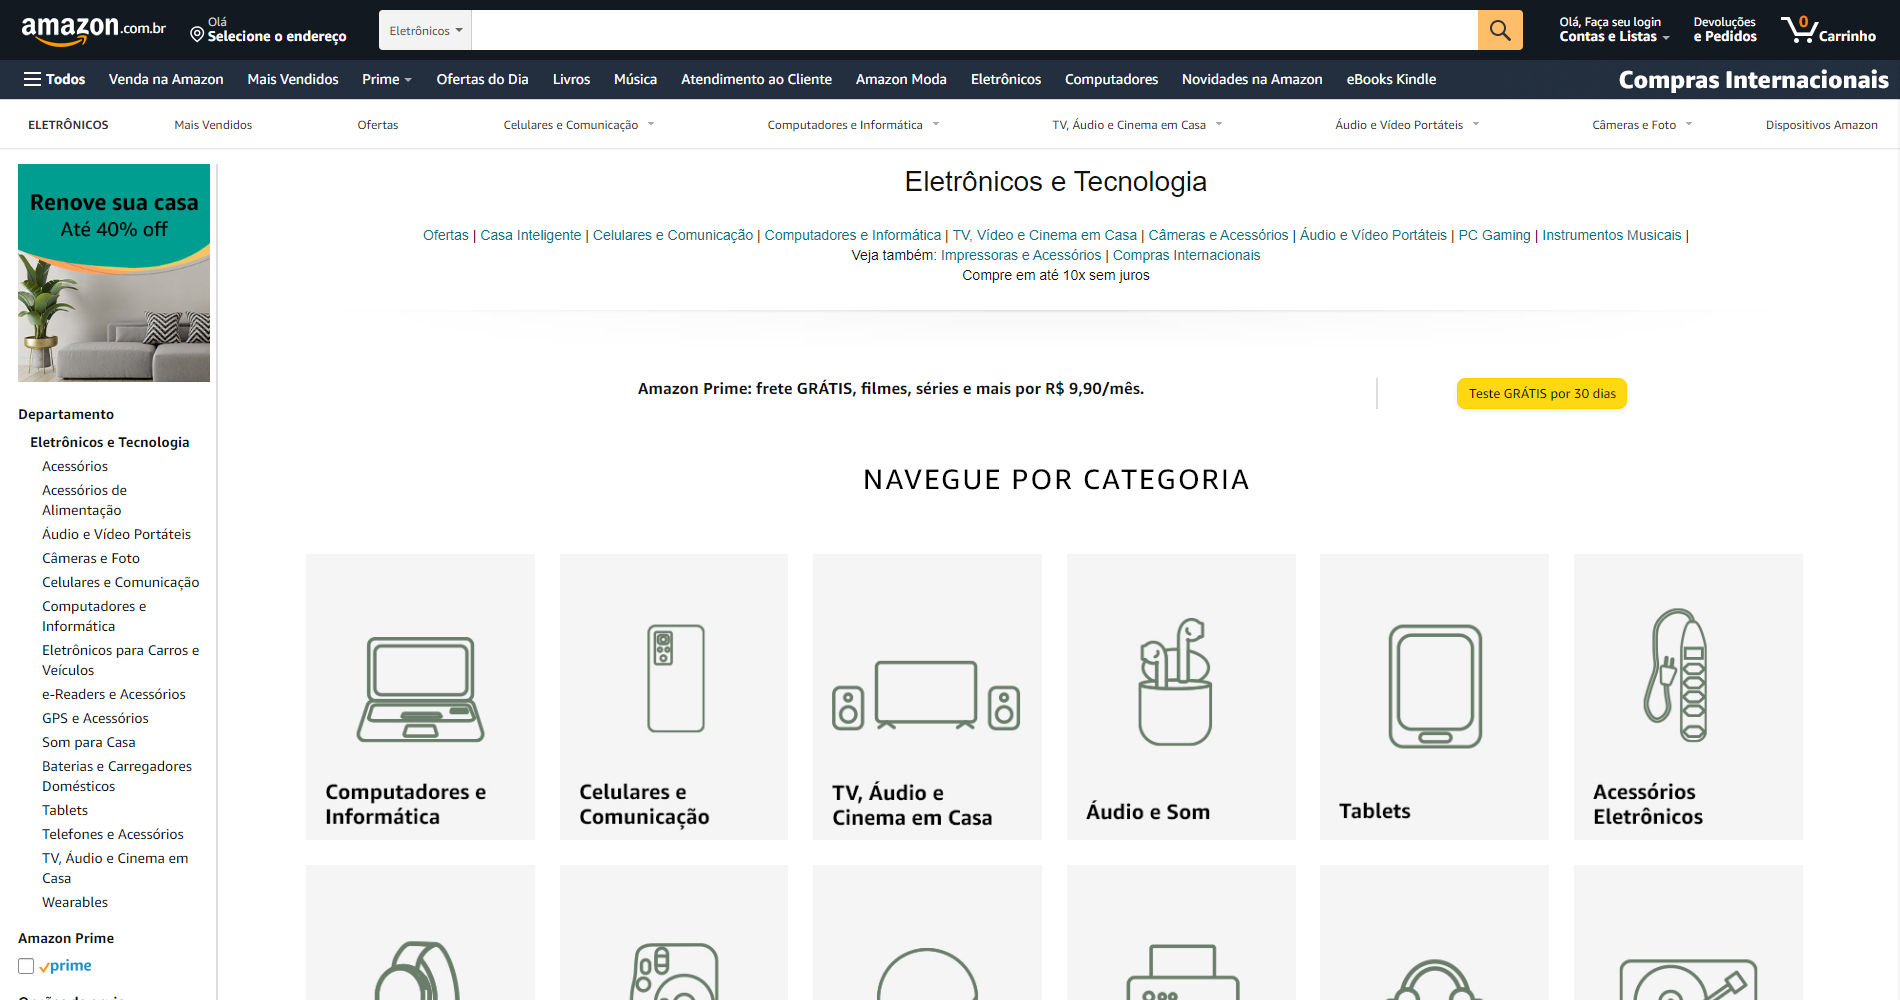 amazon.com.br
Olá
Selecione o endereço
Eletrônicos
Olá, Faça seu login
Contas e Listas
Devoluções
e Pedidos
0
Carrinho
Todos
Venda na Amazon
Mais Vendidos
Prime
Ofertas do Dia
Livros
Música
Atendimento ao Cliente
Amazon Moda
Eletrônicos
Computadores
Novidades na Amazon
eBooks Kindle
Compras Internacionais
ELETRÔNICOS
Mais Vendidos
Ofertas
Celulares e Comunicação
Computadores e Informática
TV, Áudio e Cinema em Casa
Áudio e Vídeo Portáteis
Câmeras e Foto
Dispositivos Amazon
Renove sua casa
Até 40% off
Departamento
Eletrônicos e Tecnologia
Acessórios
Acessórios de
Alimentação
Áudio e Vídeo Portáteis
Câmeras e Foto
Celulares e Comunicação
Computadores e
Informática
Eletrônicos para Carros e
Veículos
e-Readers e Acessórios
GPS e Acessórios
Som para Casa
Baterias e Carregadores
Domésticos
Tablets
Telefones e Acessórios
TV, Áudio e Cinema em
Casa
Wearables
Amazon Prime
prime
Eletrônicos e Tecnologia
Ofertas | Casa Inteligente | Celulares e Comunicação | Computadores e Informática | TV, Vídeo e Cinema em Casa | Câmeras e Acessórios | Áudio e Vídeo Portáteis | PC Gaming | Instrumentos Musicais |
Veja também: Impressoras e Acessórios | Compras Internacionais
Compre em até 10x sem juros
Amazon Prime: frete GRÁTIS, filmes, séries e mais por R$ 9,90/mês.
Teste GRÁTIS por 30 dias
NAVEGUE POR CATEGORIA
Computadores e
Informática
Celulares e
Comunicação
TV, Áudio e
Cinema em Casa
Áudio e Som
Tablets
Acessórios
Eletrônicos